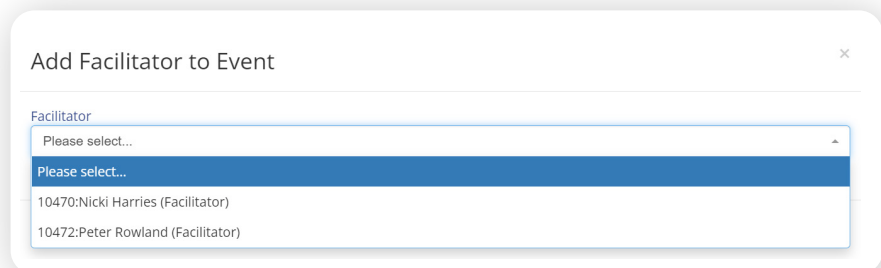 Add Facilitator to Event
×
Facilitator
Please select...
Please select...
10470:Nicki Harries (Facilitator)
10472:Peter Rowland (Facilitator)